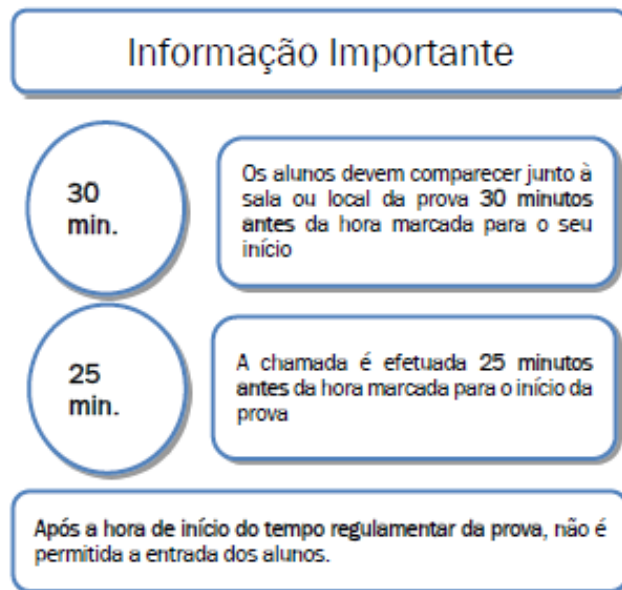 Informação Importante
30
min.
Os alunos devem comparecer junto à
sala ou local da prova 30 minutos
antes da hora marcada para o seu
início
25
min.
A chamada é efetuada 25 minutos
antes da hora marcada para o início da
prova
Após a hora de início do tempo regulamentar da prova, não é
permitida a entrada dos alunos.